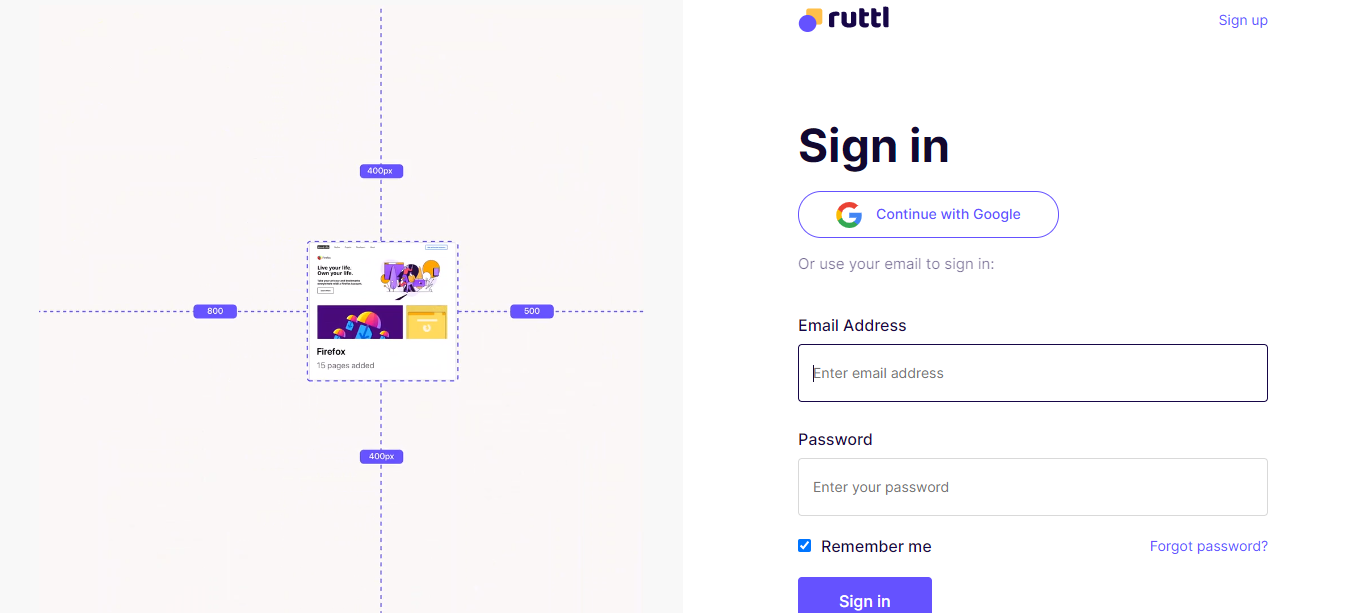 400px
Live your life.
Own your life.
800
500
Firefox
15 pages added
400px
ruttl
Sign up
Sign in
Continue with Google
Or use your email to sign in:
Email Address
Enter email address
Password
Enter your password
Remember me
Forgot password?
Sign in